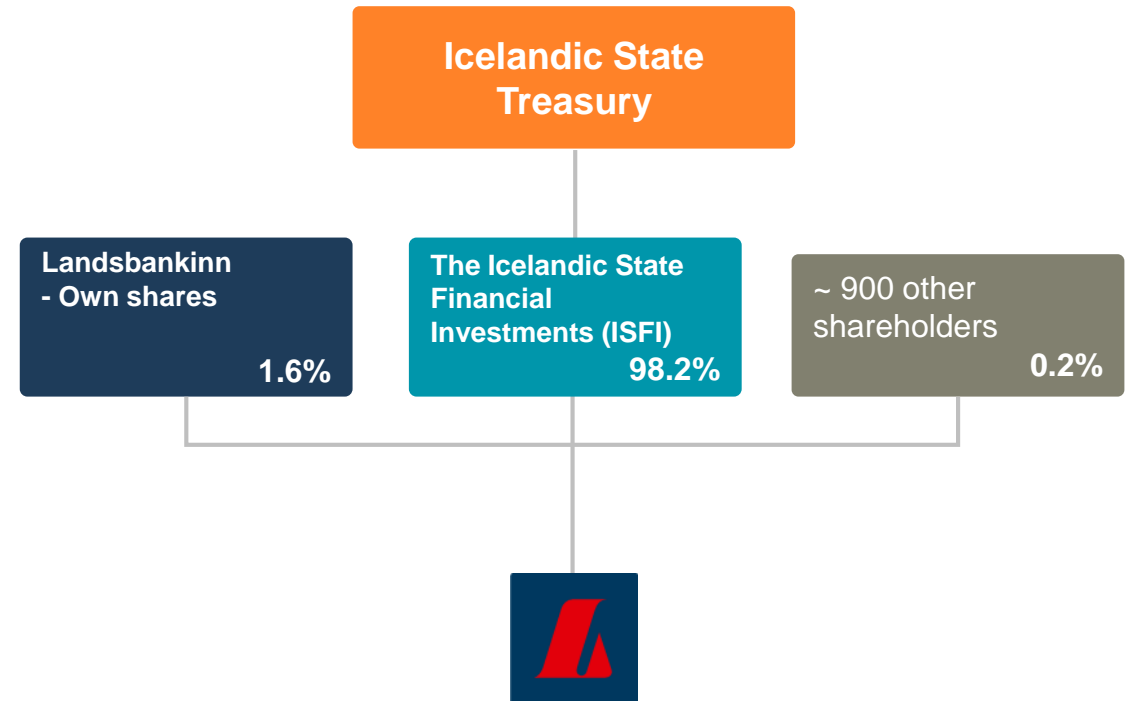 Icelandic State
Treasury
Landsbankinn
- Own shares
1.6%
The Icelandic State
Financial
Investments (ISFI)
98.2%
~ 900 other
shareholders
0.2%